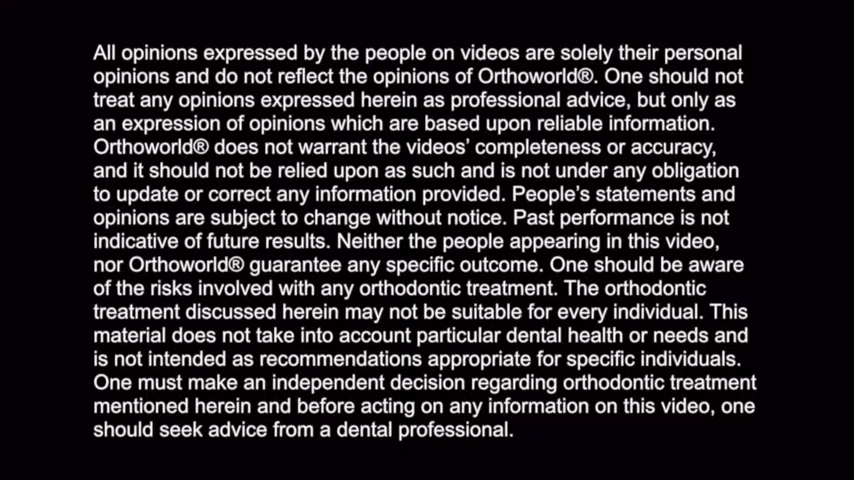 All opinions expressed by the people on videos are solely their personal
opinions and do not reflect the opinions of Orthoworld®. One should not
treat any opinions expressed herein as professional advice, but only as
an expression of opinions which are based upon reliable information.
Orthoworld® does not warrant the videos’ completeness or accuracy,
and it should not be relied upon as such and is not under any obligation
to update or correct any information provided. People’s statements and
opinions are subject to change without notice. Past performance is not
indicative of future results. Neither the people appearing in this video,
nor Orthoworld® guarantee any specific outcome. One should be aware
of the risks involved with any orthodontic treatment. The orthodontic
treatment discussed herein may not be suitable for every individual. This
material does not take into account particular dental health or needs and
is not intended as recommendations appropriate for specific individuals.
One must make an independent decision regarding orthodontic treatment
mentioned herein and before acting on any information on this video, one
should seek advice from a dental professional.